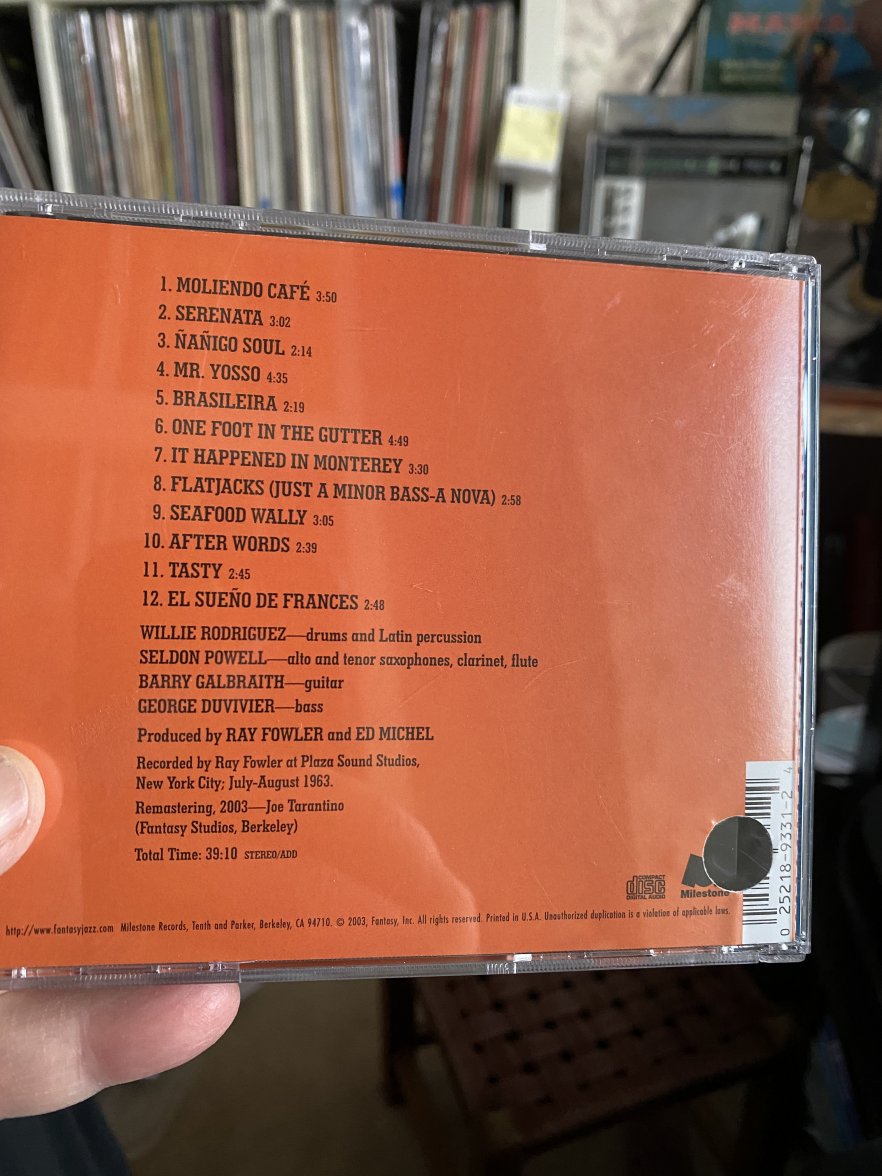 1. MOLIENDO CAFÉ 3:50
2. SERENATA 3:02
3. ÑAÑIGO SOUL 2:14
4. MR. YOSSO 4:35
5. BRASILEIRA 2:19
6. ONE FOOT IN THE GUTTER 4:49
7. IT HAPPENED IN MONTEREY 3:30
8. FLATJACKS (JUST A MINOR BASS-A NOVA) 2:58
9. SEAFOOD WALLY 3:05
10. AFTER WORDS 2:39
11. TASTY 2:45
12. EL SUEÑO DE FRANCES 2:48
WILLIE RODRIGUEZ—drums and Latin percussion
SELDON POWELL—alto and tenor saxophones, clarinet, flute
BARRY GALBRAITH—guitar
GEORGE DUVIVIER—bass
Produced by RAY FOWLER and ED MICHEL
Recorded by Ray Fowler at Plaza Sound Studios,
New York City; July-August 1963.
Remastering, 2003—Joe Tarantino
(Fantasy Studios, Berkeley)
Total Time: 39:10 STEREO/ADD
COMPACT
disc
DIGITAL AUDIO
Milestone
0 25218-9331-2 4
http://www.fantasyjazz.com Milestone Records, Tenth and Parker, Berkeley, CA 94710. © 2003, Fantasy, Inc. All rights reserved. Printed in U.S.A. Unauthorized duplication is a violation of applicable laws.